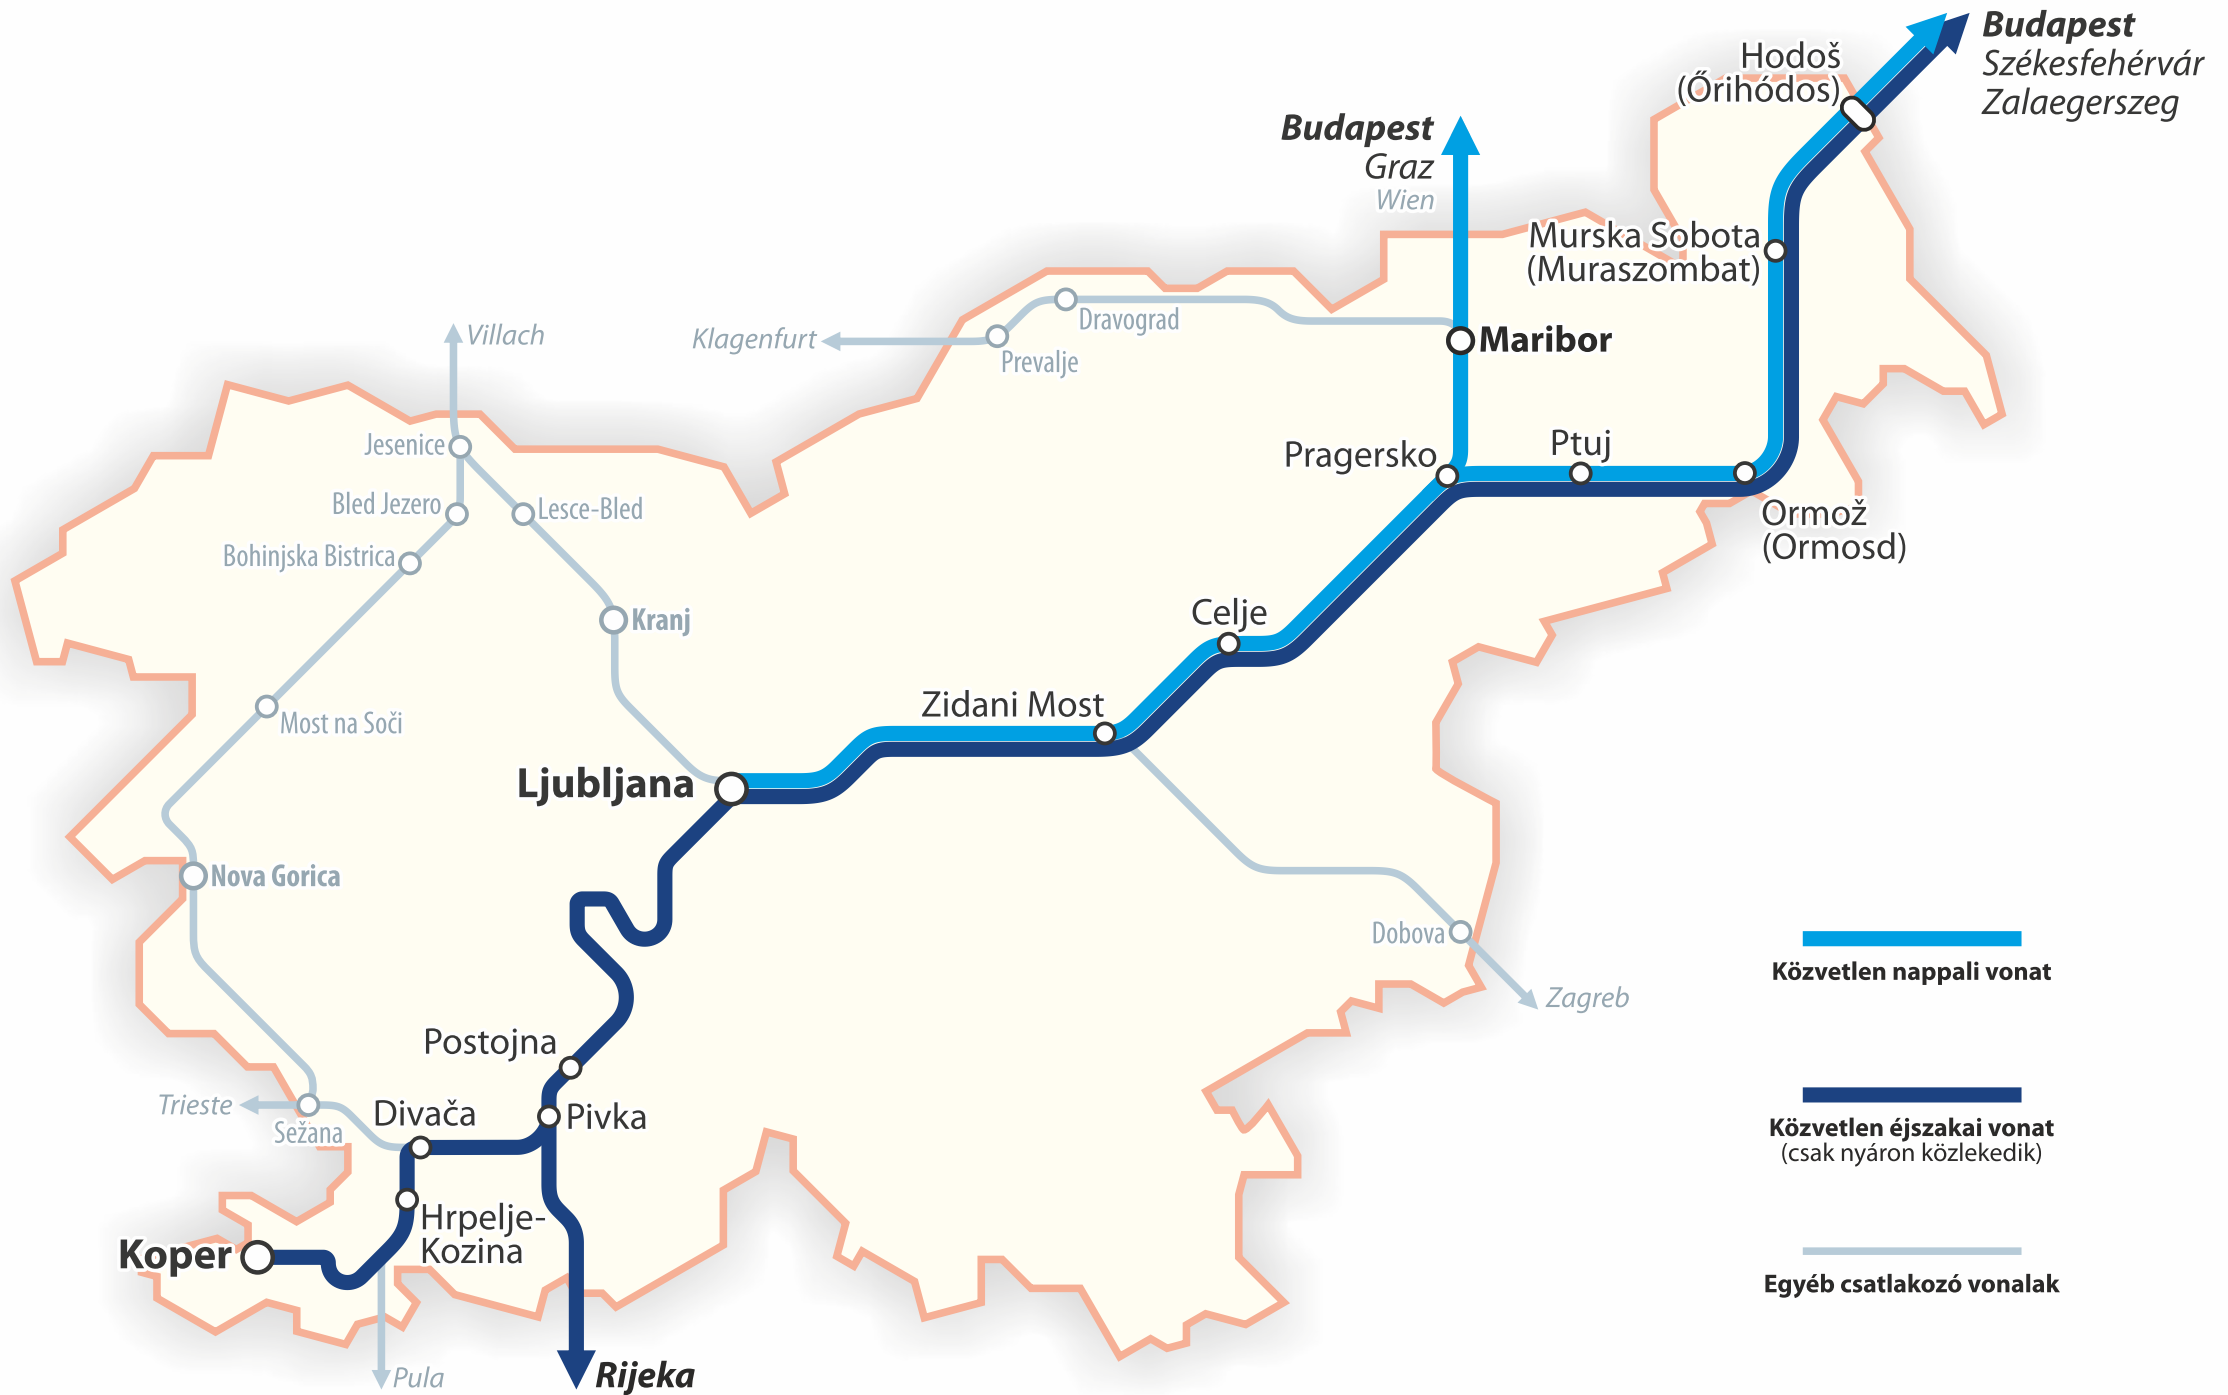 Budapest
Székesfehérvár
Zalaegerszeg
Hodoš
(Őrihódos)
Budapest
Graz
Wien
Murska Sobota
(Muraszombat)
Villach
Klagenfurt
Dravograd
Prevalje
Maribor
Jesenice
Pragersko
Ptuj
Bled Jezero
Lesce-Bled
Ormož
(Ormosd)
Bohinjska Bistrica
Kranj
Celje
Most na Soči
Zidani Most
Ljubljana
Nova Gorica
Dobova
Zagreb
Postojna
Trieste
Sežana
Divača
Pivka
Hrpelje-
Kozina
Koper
Pula
Rijeka
Közvetlen nappali vonat
Közvetlen éjszakai vonat
(csak nyáron közlekedik)
Egyéb csatlakozó vonalak